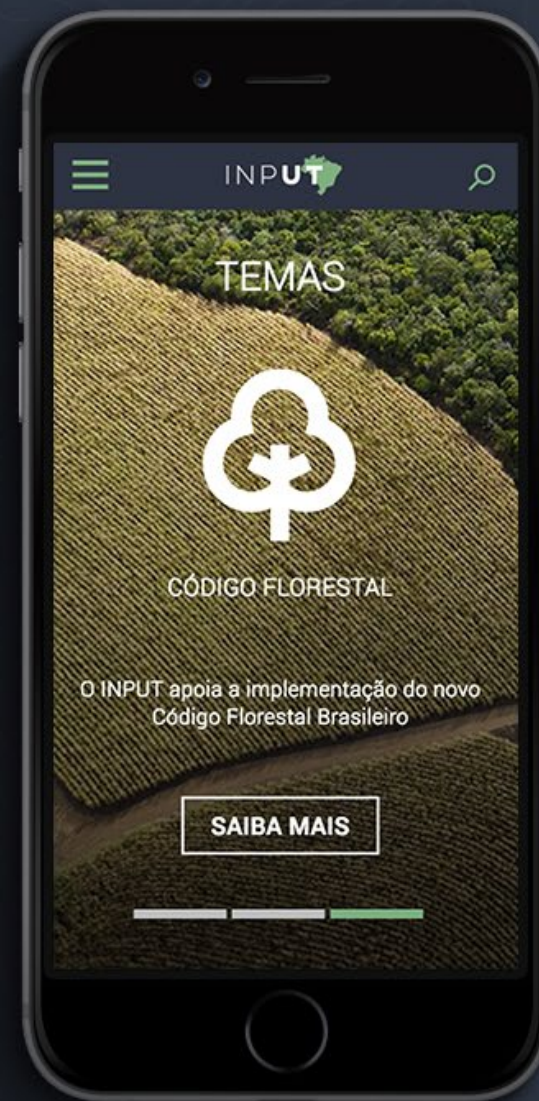 INPUT
TEMAS
CÓDIGO FLORESTAL
O INPUT apoia a implementação do novo
Código Florestal Brasileiro
SAIBA MAIS